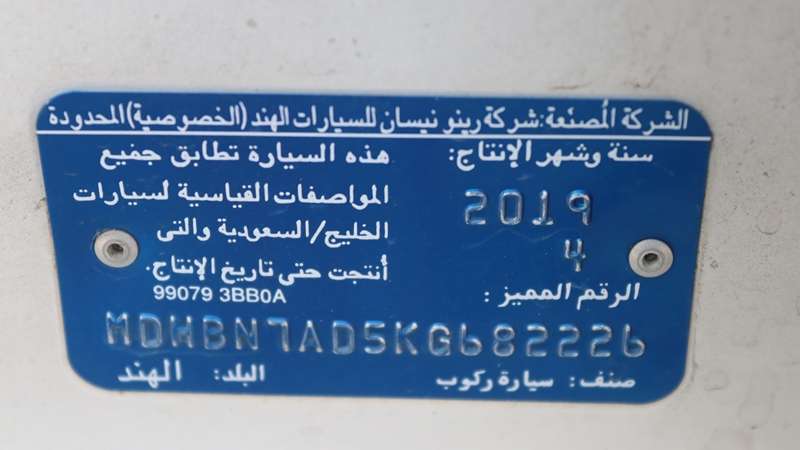 الشركة المُصنّعة: شركة رينو نيسان للسيارات الهند (الخصوصية) المحدودة
سنة وشهر الإنتاج:
2019
4
هذه السيارة تطابق جميع
المواصفات القياسية لسيارات
الخليج/السعودية والتى
أنتجت حتى تاريخ الإنتاج.
99079 3BB0A
الرقم المميز :
MDHBN7AD5KG682226
صنف: سيارة ركوب
البلد: الهند